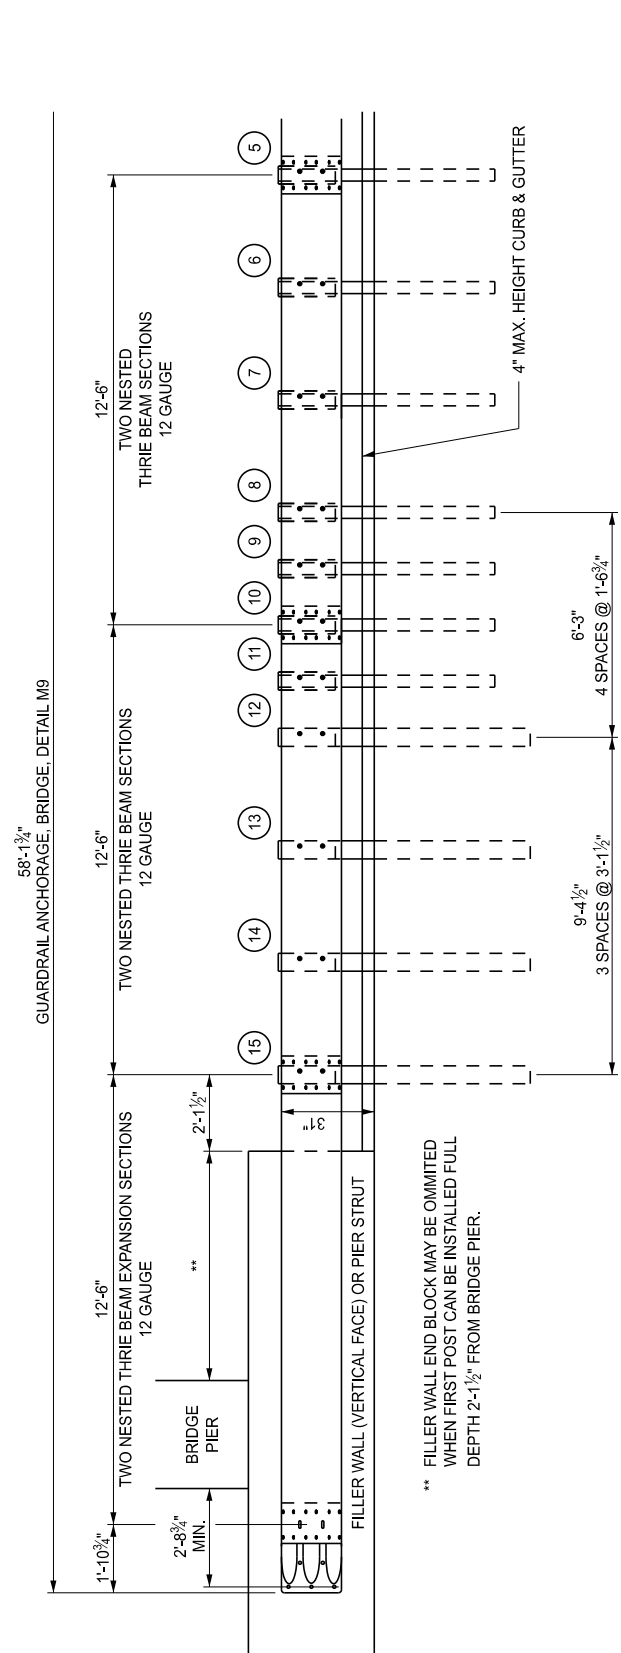 58'-1¾"
GUARDRAIL ANCHORAGE, BRIDGE, DETAIL M9
1'-10¾"
12'-6"
TWO NESTED THRIE BEAM EXPANSION SECTIONS
12 GAUGE
12'-6"
TWO NESTED THRIE BEAM SECTIONS
12 GAUGE
12'-6"
TWO NESTED
THRIE BEAM SECTIONS
12 GAUGE
2'-8¾"
MIN.
BRIDGE
PIER
**
2'-1½"
15
14
13
12
11
10
9
8
7
6
5
31"
FILLER WALL (VERTICAL FACE) OR PIER STRUT
4" MAX. HEIGHT CURB & GUTTER
** FILLER WALL END BLOCK MAY BE OMMITED
WHEN FIRST POST CAN BE INSTALLED FULL
DEPTH 2'-1½" FROM BRIDGE PIER.
9'-4½"
3 SPACES @ 3'-1½"
6'-3"
4 SPACES @ 1'-6¾"